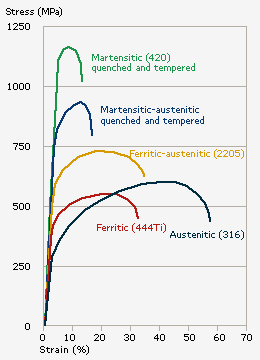 Stress (MPa)
1250
Martensitic (420)
quenched and tempered
1000
Martensitic-austenitic
quenched and tempered
750
Ferritic-austenitic (2205)
500
Ferritic (444Ti)
Austenitic (316)
250
0
0 10 20 30 40 50 60 70
Strain (%)